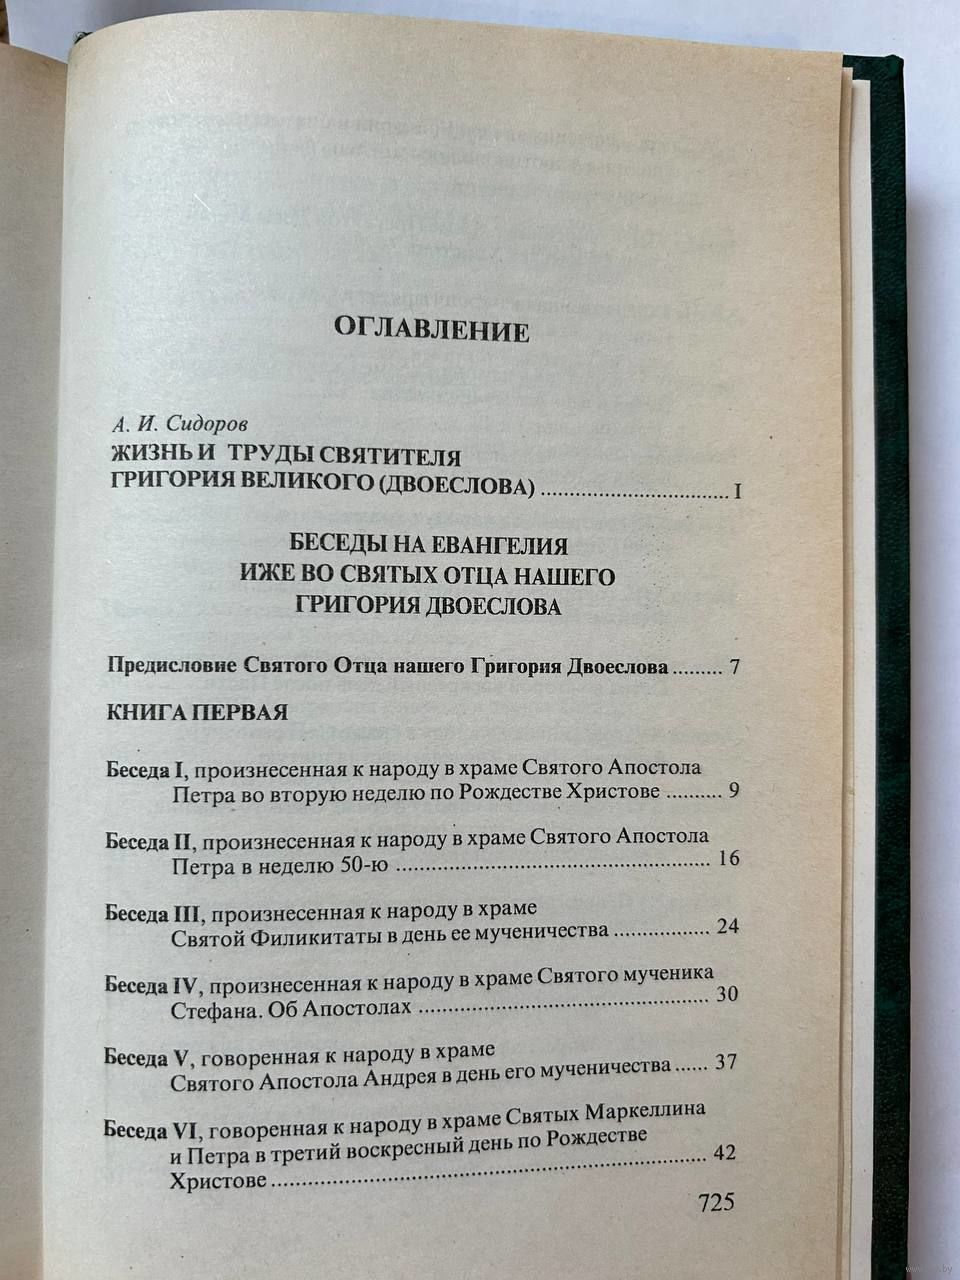 ОГЛАВЛЕНИЕ
А. И. Сидоров
ЖИЗНЬ И ТРУДЫ СВЯТИТЕЛЯ
ГРИГОРИЯ ВЕЛИКОГО (ДВОЕСЛОВА) ............................... I
БЕСЕДЫ НА ЕВАНГЕЛИЯ
ИЖЕ ВО СВЯТЫХ ОТЦА НАШЕГО
ГРИГОРИЯ ДВОЕСЛОВА
Предисловие Святого Отца нашего Григория Двоеслова ......... 7
КНИГА ПЕРВАЯ
Беседа I, произнесенная к народу в храме Святого Апостола
Петра во вторую неделю по Рождестве Христове .......... 9
Беседа II, произнесенная к народу в храме Святого Апостола
Петра в неделю 50-ю .................................................... 16
Беседа III, произнесенная к народу в храме
Святой Филикитаты в день ее мученичества ................. 24
Беседа IV, произнесенная к народу в храме Святого мученика
Стефана. Об Апостолах ................................................ 30
Беседа V, говоренная к народу в храме
Святого Апостола Андрея в день его мученичества ...... 37
Беседа VI, говоренная к народу в храме Святых Маркеллина
и Петра в третий воскресный день по Рождестве
Христове ........................................................................ 42
725